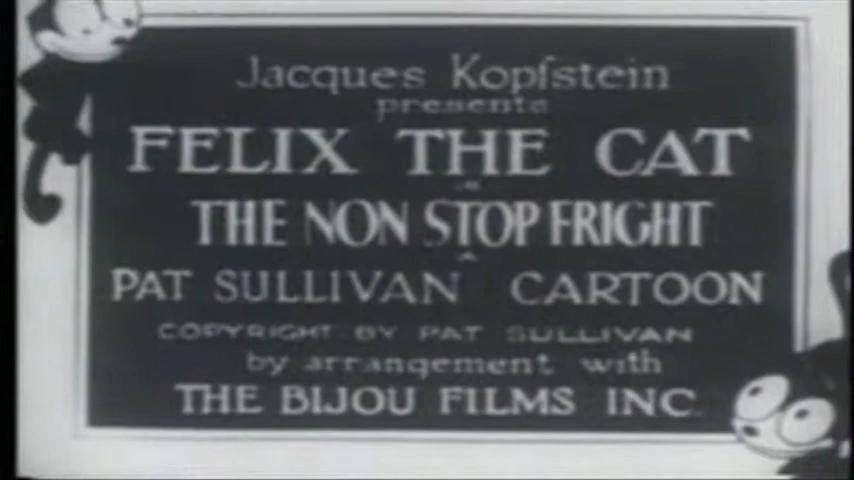 Jacques Kopfstein
presents
FELIX THE CAT
in
THE NON STOP FRIGHT
A
PAT SULLIVAN CARTOON
COPYRIGHT BY PAT SULLIVAN
by arrangement with
THE BIJOU FILMS INC.